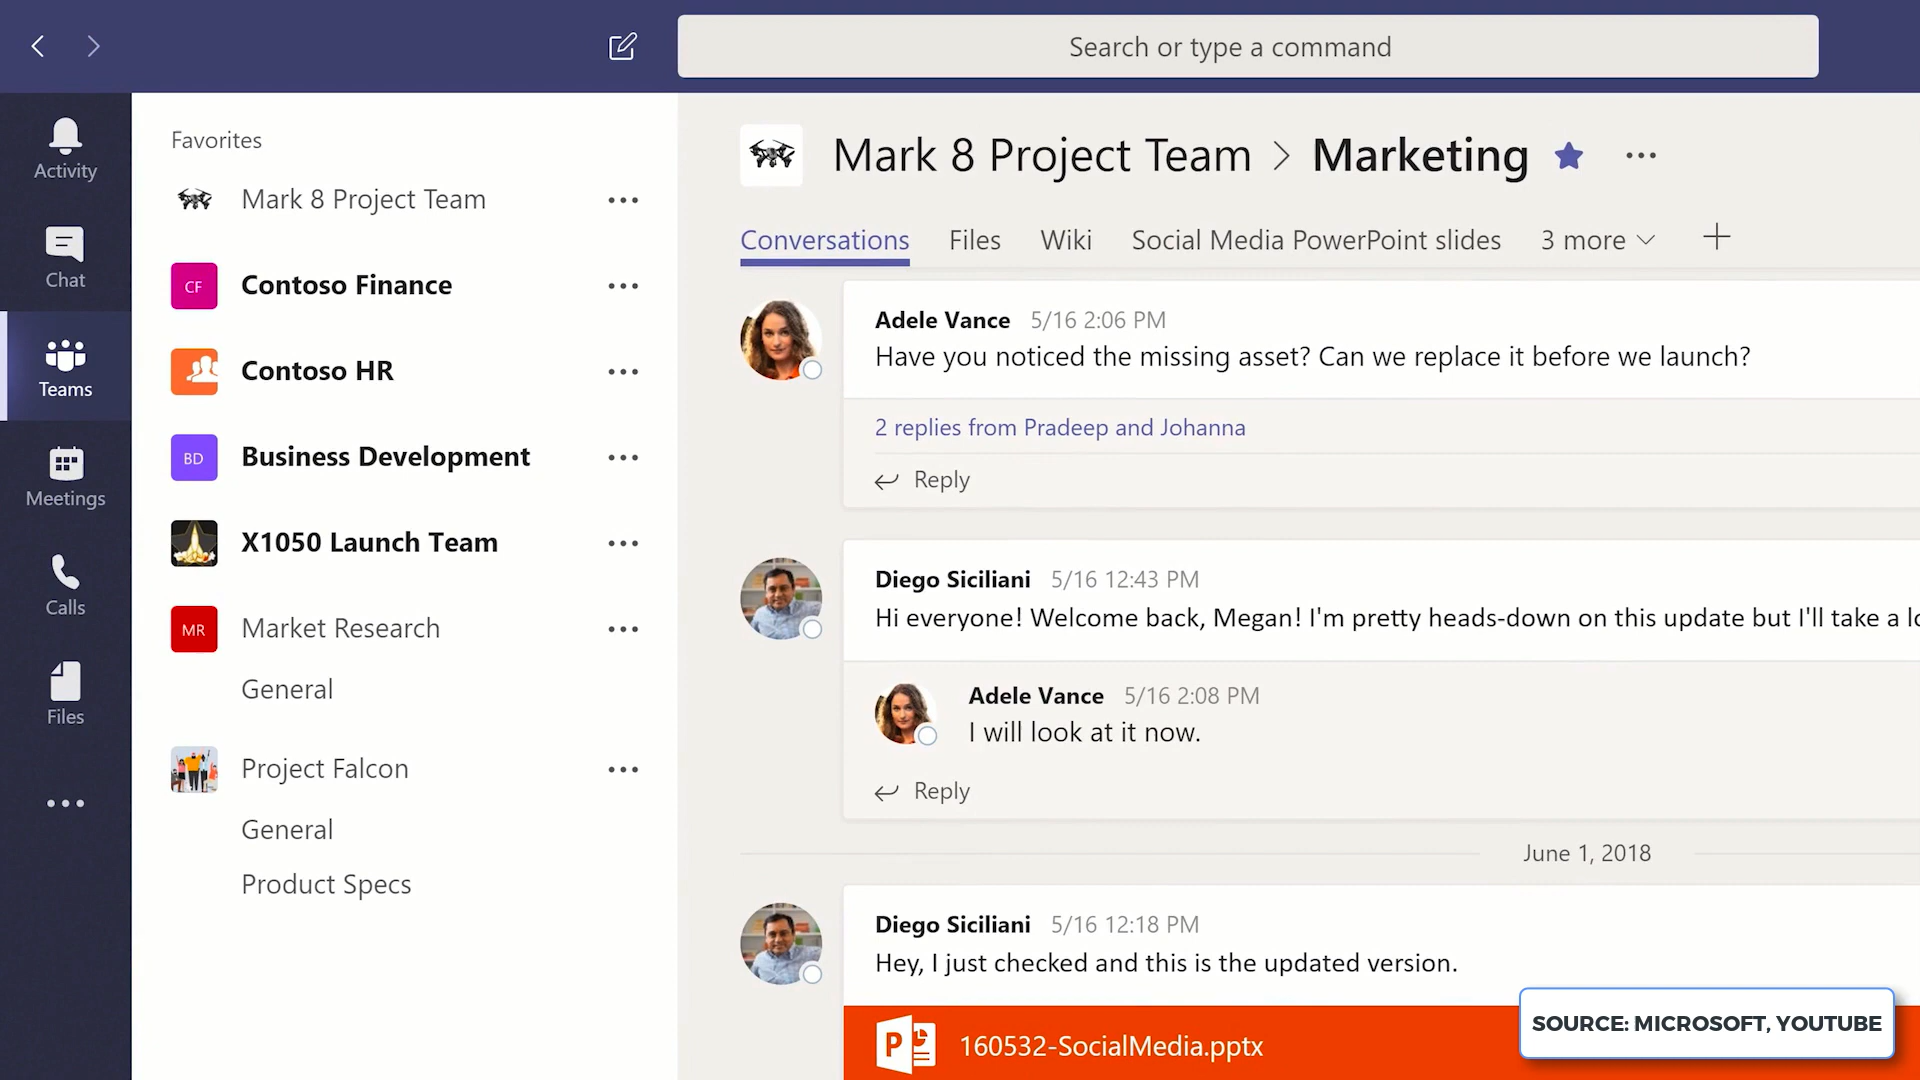 Search or type a command
Activity
Chat
Teams
Meetings
Calls
Files
Favorites
Mark 8 Project Team
CF Contoso Finance
Contoso HR
BD Business Development
X1050 Launch Team
MR Market Research
General
Project Falcon
General
Product Specs
Mark 8 Project Team > Marketing
Conversations Files Wiki Social Media PowerPoint slides 3 more
Adele Vance 5/16 2:06 PM
Have you noticed the missing asset? Can we replace it before we launch?
2 replies from Pradeep and Johanna
Reply
Diego Siciliani 5/16 12:43 PM
Hi everyone! Welcome back, Megan! I'm pretty heads-down on this update but I'll take a lo
Adele Vance 5/16 2:08 PM
I will look at it now.
Reply
June 1, 2018
Diego Siciliani 5/16 12:18 PM
Hey, I just checked and this is the updated version.
P 160532-SocialMedia.pptx
SOURCE: MICROSOFT, YOUTUBE